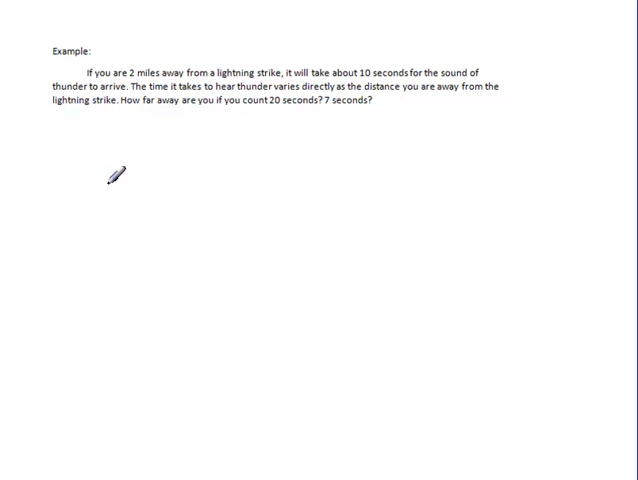 Example:
If you are 2 miles away from a lightning strike, it will take about 10 seconds for the sound of
thunder to arrive. The time it takes to hear thunder varies directly as the distance you are away from the
lightning strike. How far away are you if you count 20 seconds? 7 seconds?